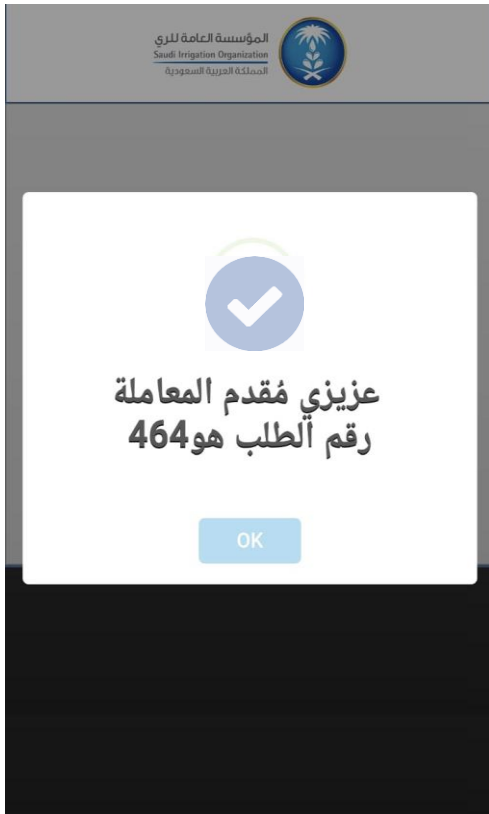 المؤسسة العامة للري
Saudi Irrigation Organization
المملكة العربية السعودية
عزيزي مُقدم المعاملة
رقم الطلب هو464
OK